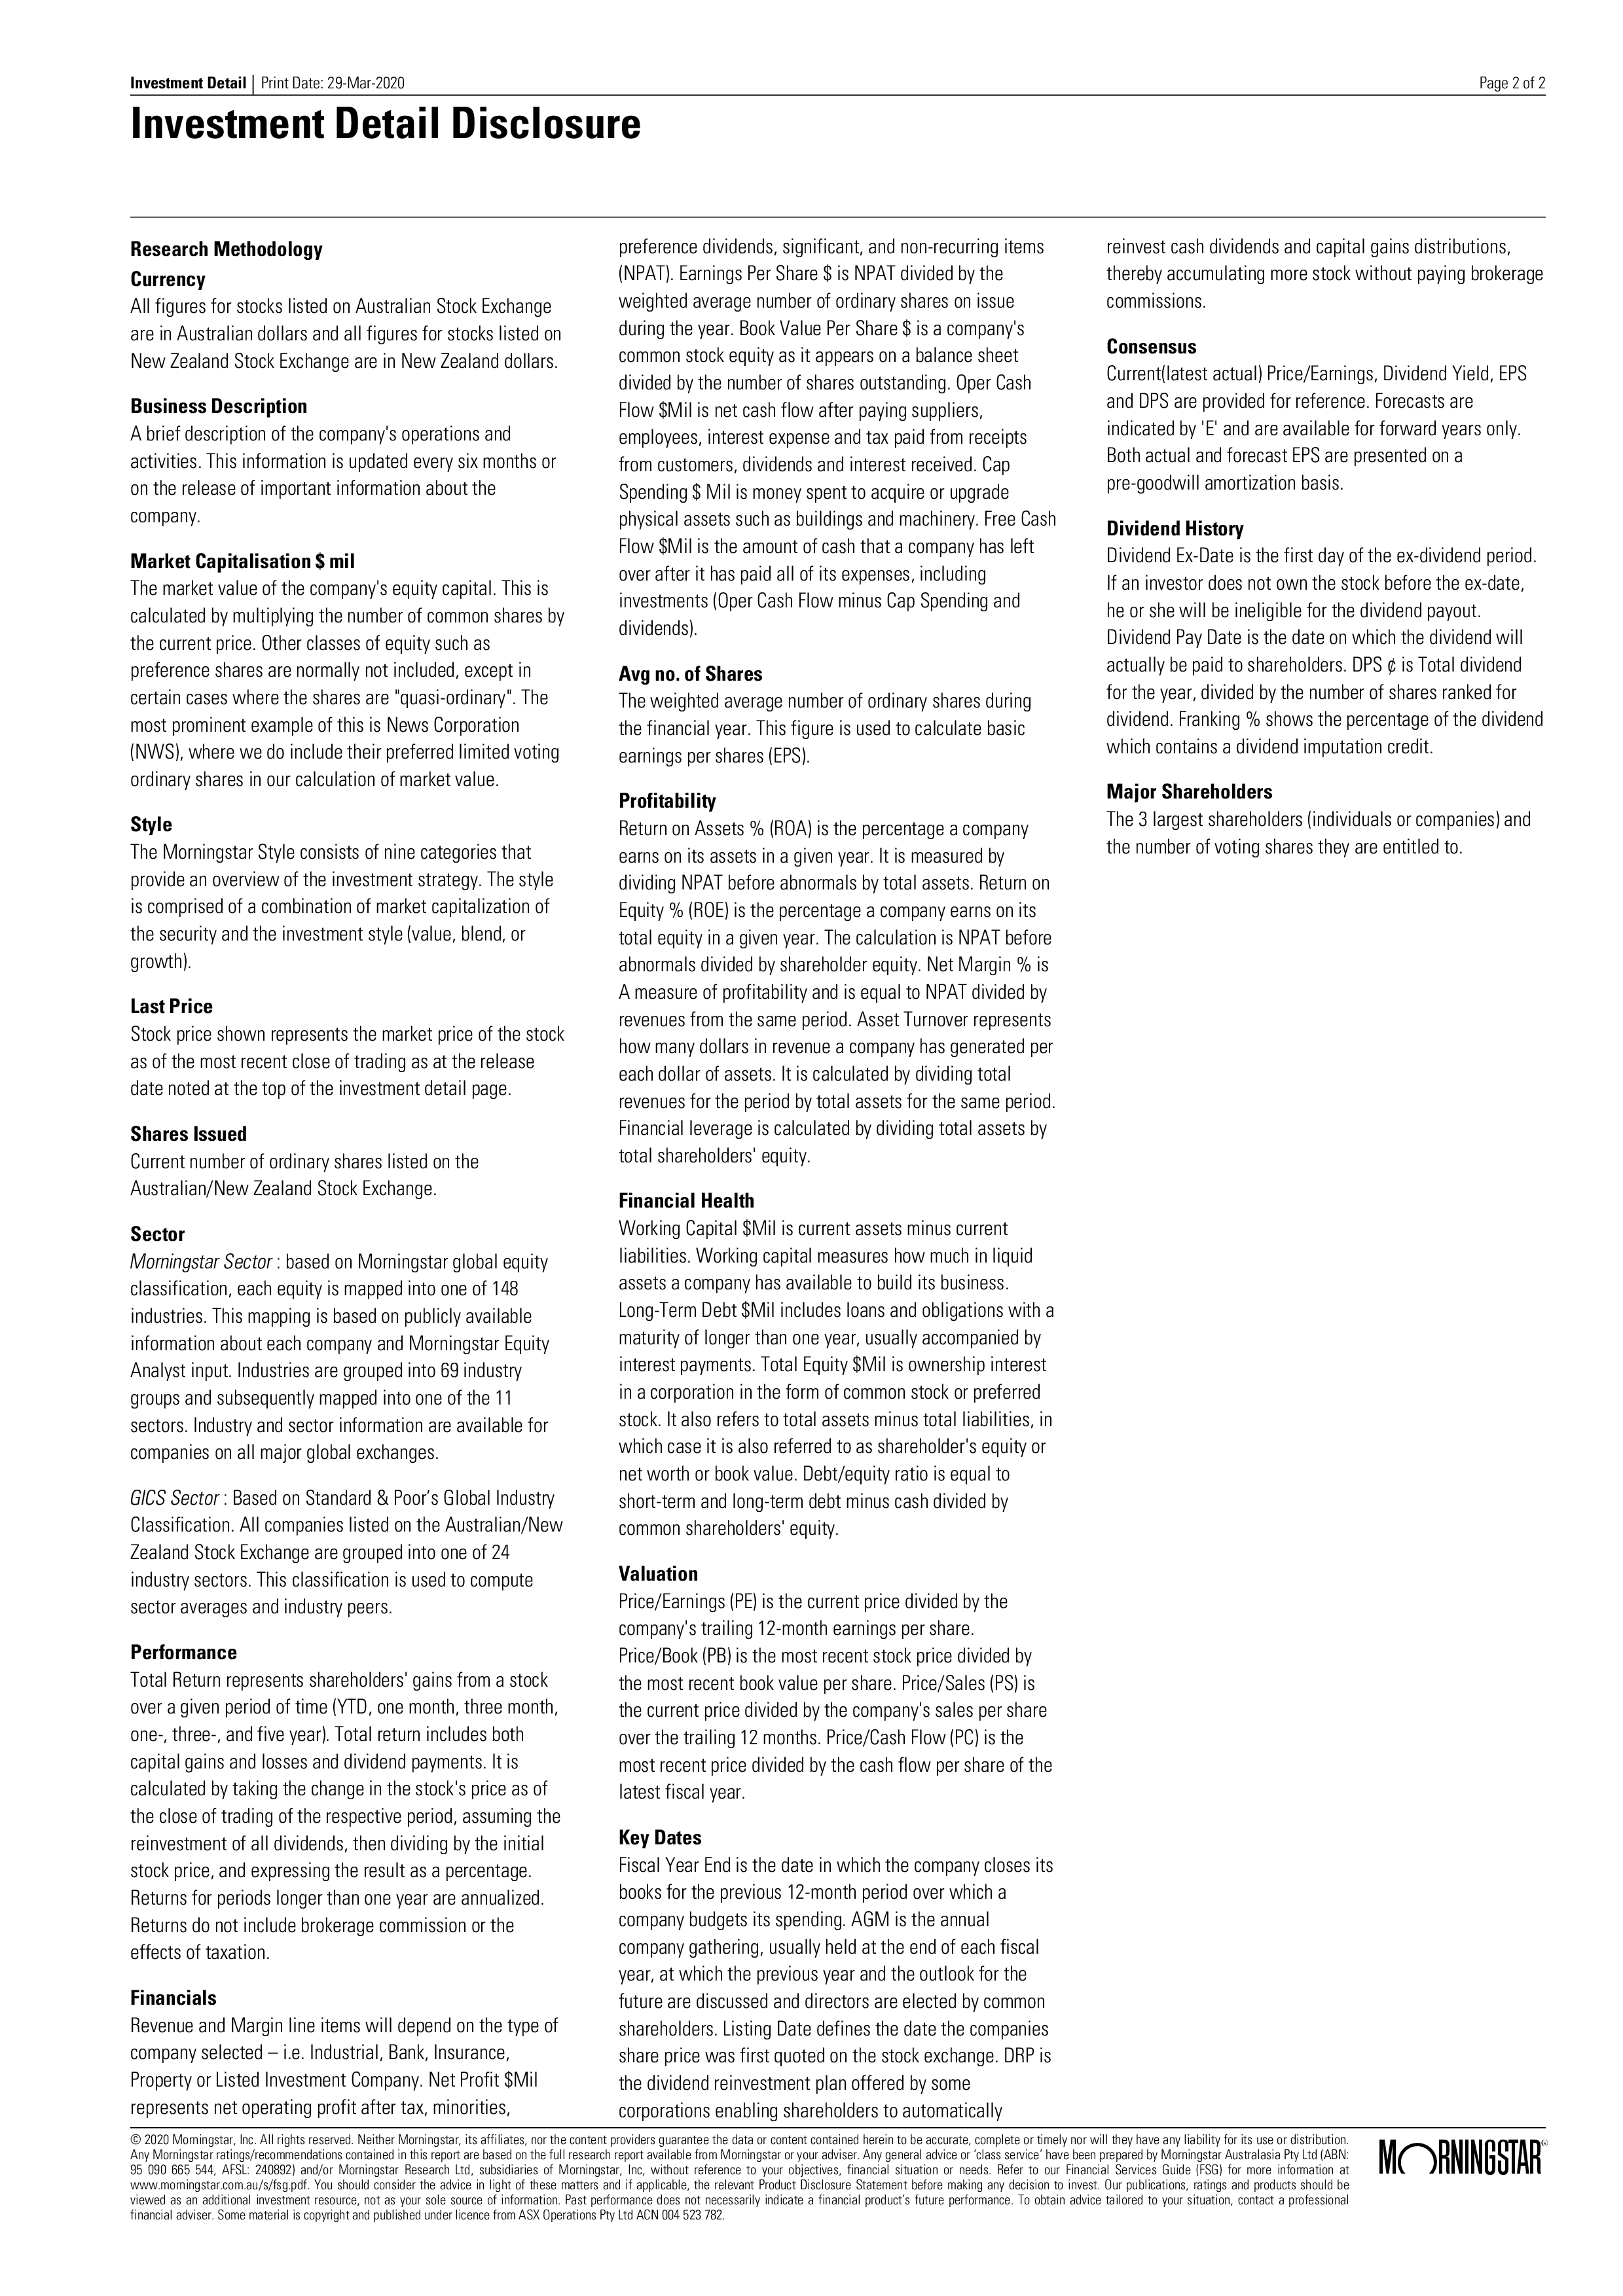 Investment Detail | Print Date: 29-Mar-2020
Page 2 of 2
Investment Detail Disclosure
Research Methodology
Currency
All figures for stocks listed on Australian Stock Exchange
are in Australian dollars and all figures for stocks listed on
New Zealand Stock Exchange are in New Zealand dollars.
Business Description
A brief description of the company's operations and
activities. This information is updated every six months or
on the release of important information about the
company.
Market Capitalisation $ mil
The market value of the company's equity capital. This is
calculated by multiplying the number of common shares by
the current price. Other classes of equity such as
preference shares are normally not included, except in
certain cases where the shares are "quasi-ordinary". The
most prominent example of this is News Corporation
(NWS), where we do include their preferred limited voting
ordinary shares in our calculation of market value.
Style
The Morningstar Style consists of nine categories that
provide an overview of the investment strategy. The style
is comprised of a combination of market capitalization of
the security and the investment style (value, blend, or
growth).
Last Price
Stock price shown represents the market price of the stock
as of the most recent close of trading as at the release
date noted at the top of the investment detail page.
Shares Issued
Current number of ordinary shares listed on the
Australian/New Zealand Stock Exchange.
Sector
Morningstar Sector : based on Morningstar global equity
classification, each equity is mapped into one of 148
industries. This mapping is based on publicly available
information about each company and Morningstar Equity
Analyst input. Industries are grouped into 69 industry
groups and subsequently mapped into one of the 11
sectors. Industry and sector information are available for
companies on all major global exchanges.
GICS Sector : Based on Standard & Poor’s Global Industry
Classification. All companies listed on the Australian/New
Zealand Stock Exchange are grouped into one of 24
industry sectors. This classification is used to compute
sector averages and industry peers.
Performance
Total Return represents shareholders' gains from a stock
over a given period of time (YTD, one month, three month,
one-, three-, and five year). Total return includes both
capital gains and losses and dividend payments. It is
calculated by taking the change in the stock's price as of
the close of trading of the respective period, assuming the
reinvestment of all dividends, then dividing by the initial
stock price, and expressing the result as a percentage.
Returns for periods longer than one year are annualized.
Returns do not include brokerage commission or the
effects of taxation.
Financials
Revenue and Margin line items will depend on the type of
company selected – i.e. Industrial, Bank, Insurance,
Property or Listed Investment Company. Net Profit $Mil
represents net operating profit after tax, minorities,
preference dividends, significant, and non-recurring items
(NPAT). Earnings Per Share $ is NPAT divided by the
weighted average number of ordinary shares on issue
during the year. Book Value Per Share $ is a company's
common stock equity as it appears on a balance sheet
divided by the number of shares outstanding. Oper Cash
Flow $Mil is net cash flow after paying suppliers,
employees, interest expense and tax paid from receipts
from customers, dividends and interest received. Cap
Spending $ Mil is money spent to acquire or upgrade
physical assets such as buildings and machinery. Free Cash
Flow $Mil is the amount of cash that a company has left
over after it has paid all of its expenses, including
investments (Oper Cash Flow minus Cap Spending and
dividends).
Avg no. of Shares
The weighted average number of ordinary shares during
the financial year. This figure is used to calculate basic
earnings per shares (EPS).
Profitability
Return on Assets % (ROA) is the percentage a company
earns on its assets in a given year. It is measured by
dividing NPAT before abnormals by total assets. Return on
Equity % (ROE) is the percentage a company earns on its
total equity in a given year. The calculation is NPAT before
abnormals divided by shareholder equity. Net Margin % is
A measure of profitability and is equal to NPAT divided by
revenues from the same period. Asset Turnover represents
how many dollars in revenue a company has generated per
each dollar of assets. It is calculated by dividing total
revenues for the period by total assets for the same period.
Financial leverage is calculated by dividing total assets by
total shareholders' equity.
Financial Health
Working Capital $Mil is current assets minus current
liabilities. Working capital measures how much in liquid
assets a company has available to build its business.
Long-Term Debt $Mil includes loans and obligations with a
maturity of longer than one year, usually accompanied by
interest payments. Total Equity $Mil is ownership interest
in a corporation in the form of common stock or preferred
stock. It also refers to total assets minus total liabilities, in
which case it is also referred to as shareholder's equity or
net worth or book value. Debt/equity ratio is equal to
short-term and long-term debt minus cash divided by
common shareholders' equity.
Valuation
Price/Earnings (PE) is the current price divided by the
company's trailing 12-month earnings per share.
Price/Book (PB) is the most recent stock price divided by
the most recent book value per share. Price/Sales (PS) is
the current price divided by the company's sales per share
over the trailing 12 months. Price/Cash Flow (PC) is the
most recent price divided by the cash flow per share of the
latest fiscal year.
Key Dates
Fiscal Year End is the date in which the company closes its
books for the previous 12-month period over which a
company budgets its spending. AGM is the annual
company gathering, usually held at the end of each fiscal
year, at which the previous year and the outlook for the
future are discussed and directors are elected by common
shareholders. Listing Date defines the date the companies
share price was first quoted on the stock exchange. DRP is
the dividend reinvestment plan offered by some
corporations enabling shareholders to automatically
reinvest cash dividends and capital gains distributions,
thereby accumulating more stock without paying brokerage
commissions.
Consensus
Current(latest actual) Price/Earnings, Dividend Yield, EPS
and DPS are provided for reference. Forecasts are
indicated by 'E' and are available for forward years only.
Both actual and forecast EPS are presented on a
pre-goodwill amortization basis.
Dividend History
Dividend Ex-Date is the first day of the ex-dividend period.
If an investor does not own the stock before the ex-date,
he or she will be ineligible for the dividend payout.
Dividend Pay Date is the date on which the dividend will
actually be paid to shareholders. DPS ¢ is Total dividend
for the year, divided by the number of shares ranked for
dividend. Franking % shows the percentage of the dividend
which contains a dividend imputation credit.
Major Shareholders
The 3 largest shareholders (individuals or companies) and
the number of voting shares they are entitled to.
© 2020 Morningstar, Inc. All rights reserved. Neither Morningstar, its affiliates, nor the content providers guarantee the data or content contained herein to be accurate, complete or timely nor will they have any liability for its use or distribution.
Any Morningstar ratings/recommendations contained in this report are based on the full research report available from Morningstar or your adviser. Any general advice or ‘class service’ have been prepared by Morningstar Australasia Pty Ltd (ABN:
95 090 665 544, AFSL: 240892) and/or Morningstar Research Ltd, subsidiaries of Morningstar, Inc, without reference to your objectives, financial situation or needs. Refer to our Financial Services Guide (FSG) for more information at
www.morningstar.com.au/s/fsg.pdf. You should consider the advice in light of these matters and if applicable, the relevant Product Disclosure Statement before making any decision to invest. Our publications, ratings and products should be
viewed as an additional investment resource, not as your sole source of information. Past performance does not necessarily indicate a financial product’s future performance. To obtain advice tailored to your situation, contact a professional
financial adviser. Some material is copyright and published under licence from ASX Operations Pty Ltd ACN 004 523 782.
MORNINGSTAR®